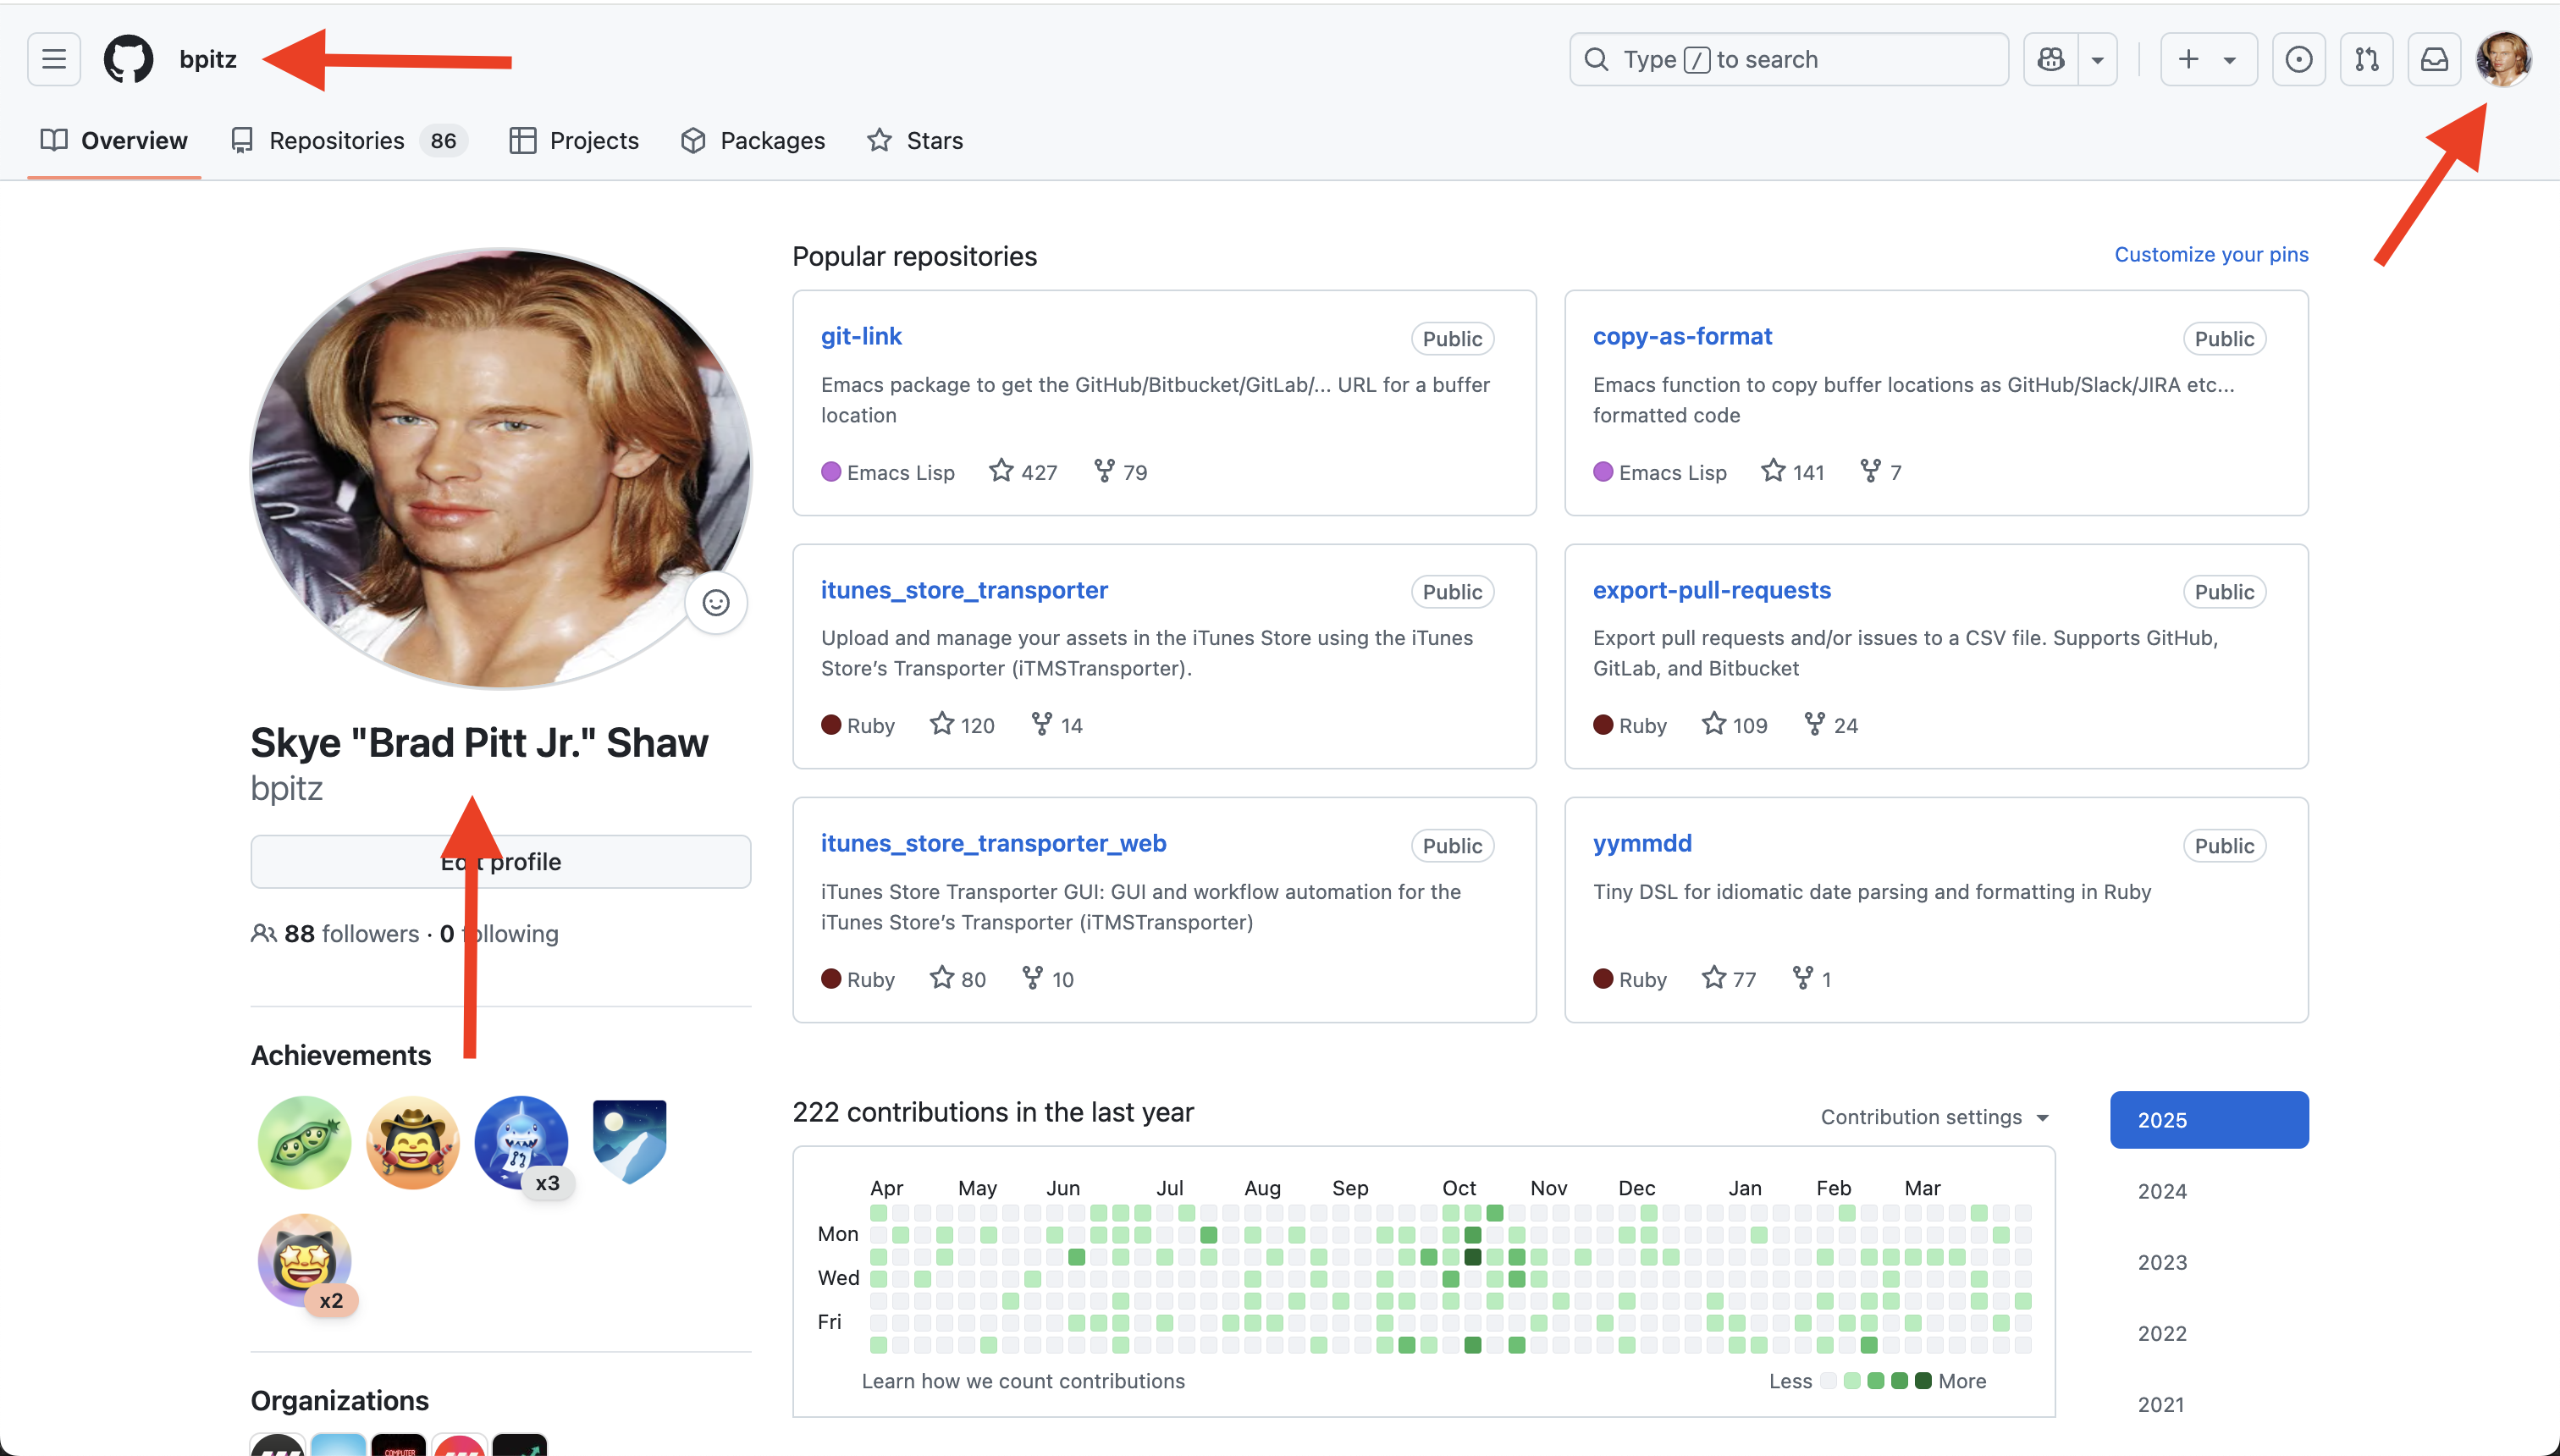 bpitz
Type / to search
Overview
Repositories 86
Projects
Packages
Stars
Skye "Brad Pitt Jr." Shaw
bpitz
Edit profile
88 followers · 0 following
Achievements
x3
x2
Organizations
Popular repositories
Customize your pins
git-link
Public
Emacs package to get the GitHub/Bitbucket/GitLab/... URL for a buffer
location
Emacs Lisp 427 79
copy-as-format
Public
Emacs function to copy buffer locations as GitHub/Slack/JIRA etc...
formatted code
Emacs Lisp 141 7
itunes_store_transporter
Public
Upload and manage your assets in the iTunes Store using the iTunes
Store’s Transporter (iTMSTransporter).
Ruby 120 14
export-pull-requests
Public
Export pull requests and/or issues to a CSV file. Supports GitHub,
GitLab, and Bitbucket
Ruby 109 24
itunes_store_transporter_web
Public
iTunes Store Transporter GUI: GUI and workflow automation for the
iTunes Store’s Transporter (iTMSTransporter)
Ruby 80 10
yymmdd
Public
Tiny DSL for idiomatic date parsing and formatting in Ruby
Ruby 77 1
222 contributions in the last year
Contribution settings
Apr May Jun Jul Aug Sep Oct Nov Dec Jan Feb Mar
Mon
Wed
Fri
Learn how we count contributions
Less More
2025
2024
2023
2022
2021